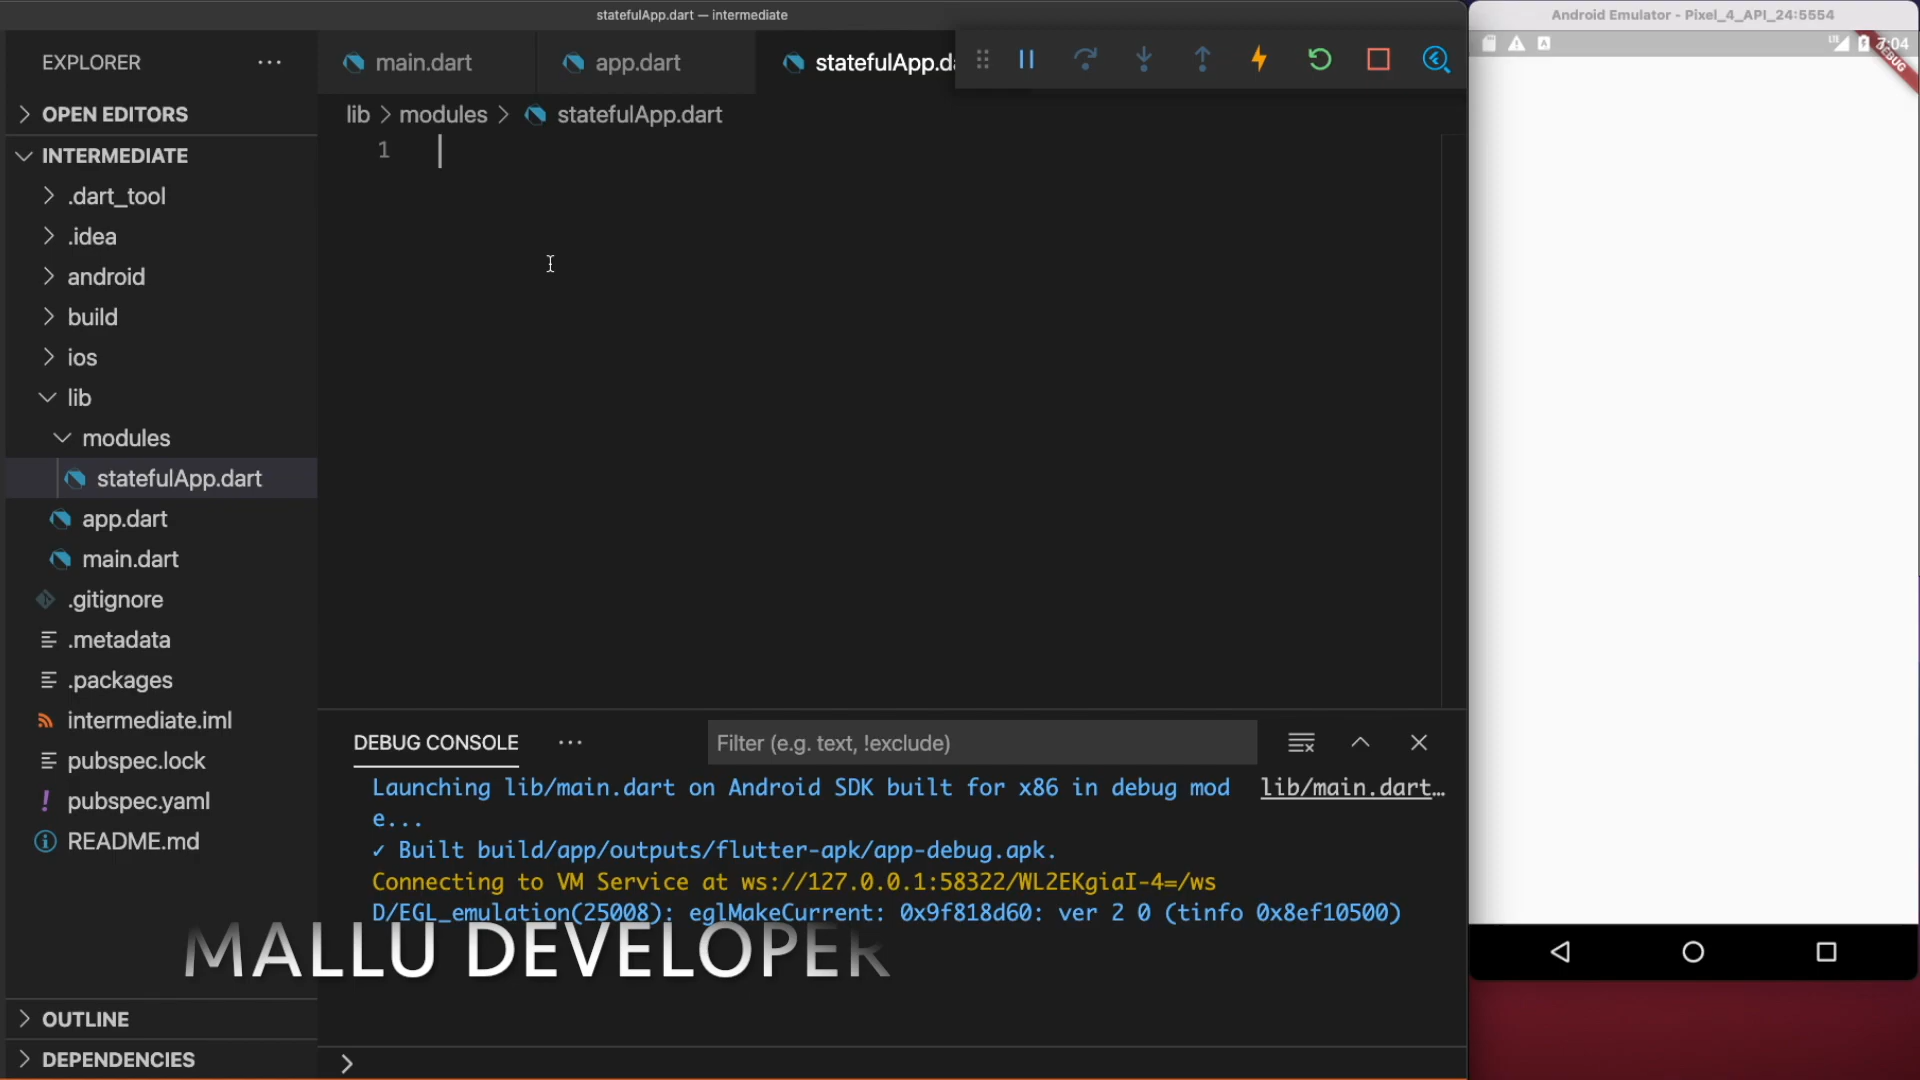 statefulApp.dart — intermediate
Android Emulator - Pixel_4_API_24:5554
EXPLORER
main.dart
app.dart
statefulApp.da
LTE
7:04
DEBUG
OPEN EDITORS
lib > modules > statefulApp.dart
INTERMEDIATE
1
.dart_tool
.idea
android
build
ios
lib
modules
statefulApp.dart
app.dart
main.dart
.gitignore
.metadata
.packages
intermediate.iml
pubspec.lock
pubspec.yaml
README.md
OUTLINE
DEPENDENCIES
DEBUG CONSOLE
Filter (e.g. text, !exclude)
Launching lib/main.dart on Android SDK built for x86 in debug mod
lib/main.dart…
e...
✓ Built build/app/outputs/flutter-apk/app-debug.apk.
Connecting to VM Service at ws://127.0.0.1:58322/WL2EKgiaI-4=/ws
D/EGL_emulation(25008): eglMakeCurrent: 0x9f818d60: ver 2 0 (tinfo 0x8ef10500)
MALLU DEVELOPER